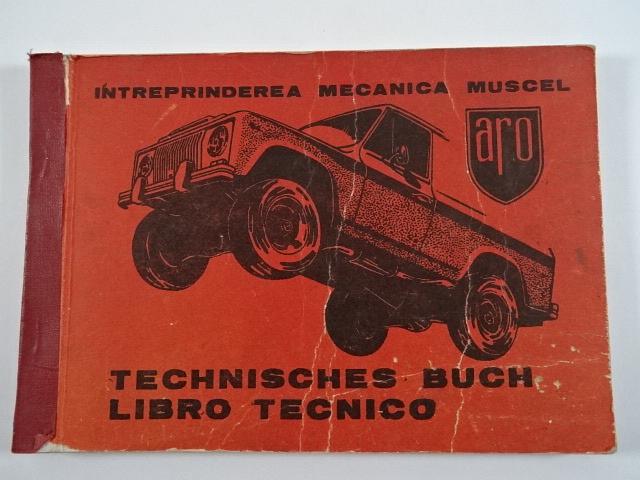 INTREPRINDEREA MECANICA MUSCEL
aro
TECHNISCHES BUCH
LIBRO TECNICO